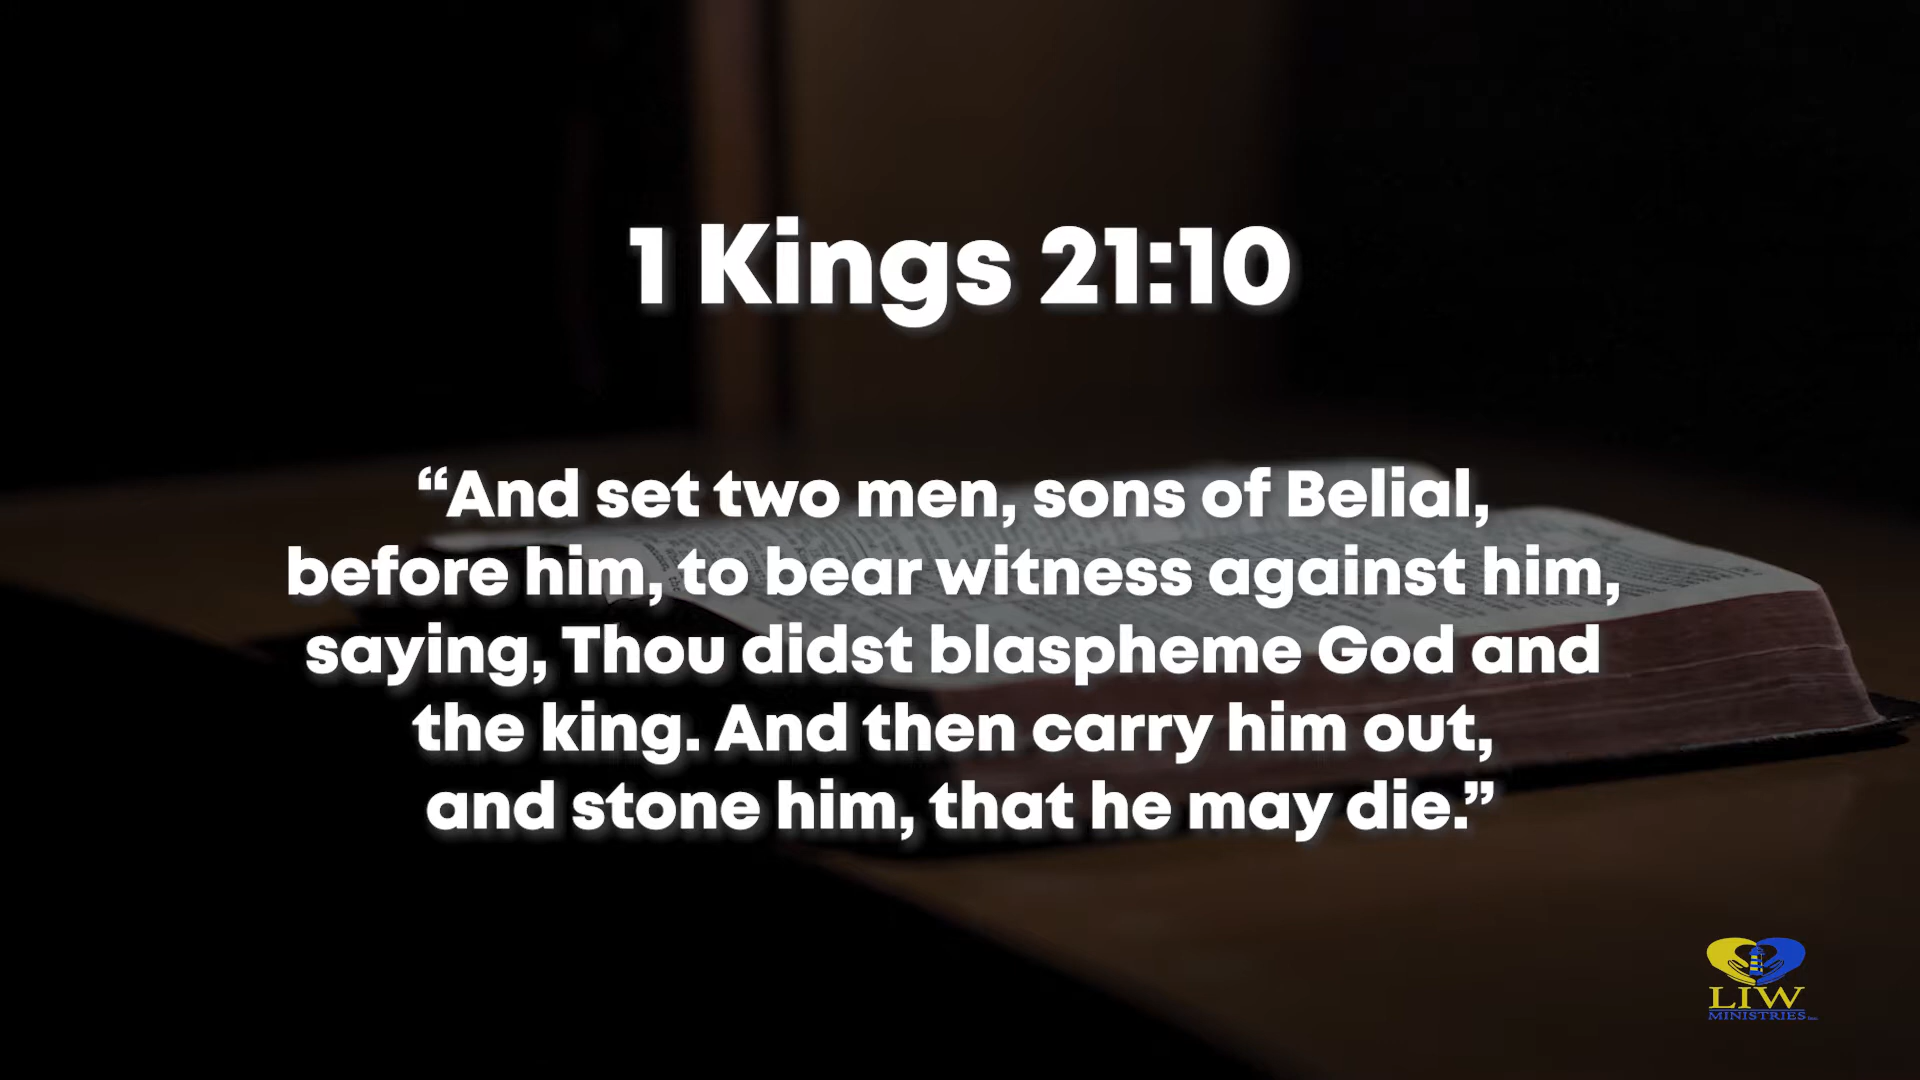 1 Kings 21:10
“And set two men, sons of Belial,
before him, to bear witness against him,
saying, Thou didst blaspheme God and
the king. And then carry him out,
and stone him, that he may die.”
LIW
MINISTRIES